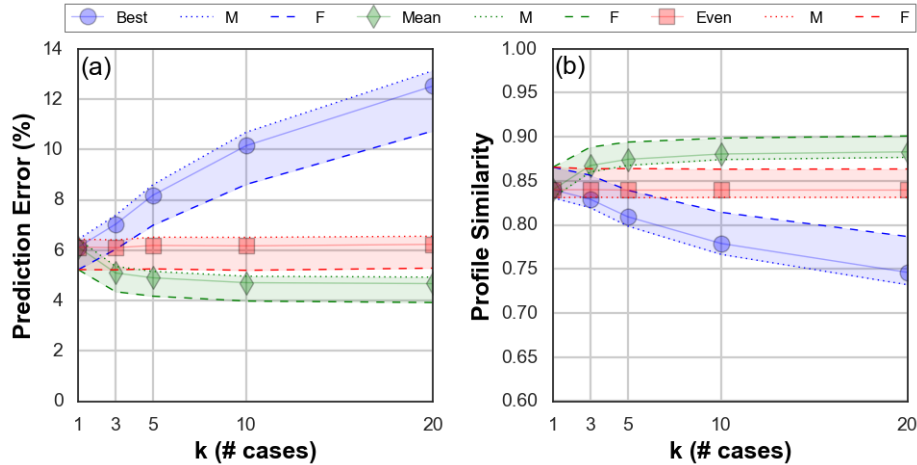 Best M F Mean M F Even M F
(a)
Prediction Error (%)
14
12
10
8
6
4
2
0
1 3 5 10 20
k (# cases)
(b)
Profile Similarity
1.00
0.95
0.90
0.85
0.80
0.75
0.70
0.65
0.60
1 3 5 10 20
k (# cases)